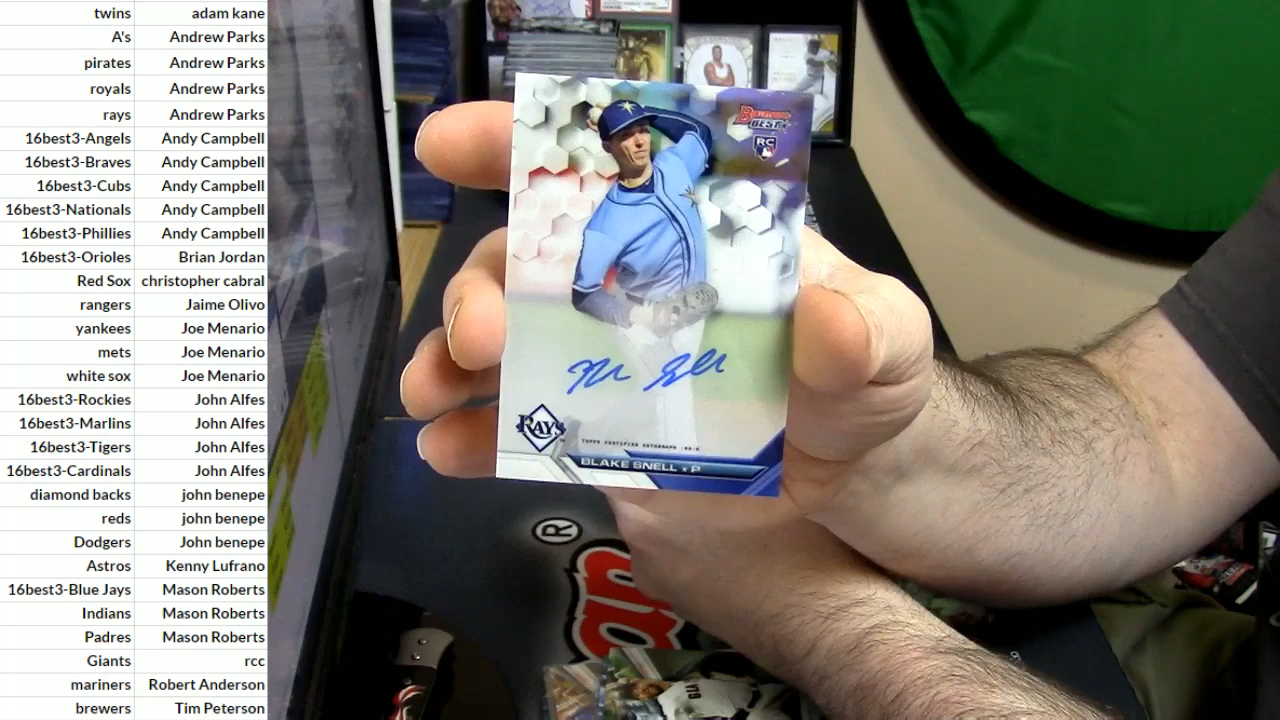 twins adam kane
A's Andrew Parks
pirates Andrew Parks
royals Andrew Parks
rays Andrew Parks
16best3-Angels Andy Campbell
16best3-Braves Andy Campbell
16best3-Cubs Andy Campbell
16best3-Nationals Andy Campbell
16best3-Phillies Andy Campbell
16best3-Orioles Brian Jordan
Red Sox christopher cabral
rangers Jaime Olivo
yankees Joe Menario
mets Joe Menario
white sox Joe Menario
16best3-Rockies John Alfes
16best3-Marlins John Alfes
16best3-Tigers John Alfes
16best3-Cardinals John Alfes
diamond backs john benepe
reds john benepe
Dodgers John benepe
Astros Kenny Lufrano
16best3-Blue Jays Mason Roberts
Indians Mason Roberts
Padres Mason Roberts
Giants rcc
mariners Robert Anderson
brewers Tim Peterson
Bowman's
BEST
RC
RAYS
TOPPS CERTIFIED AUTOGRAPH ISSUE
BLAKE SNELL P
®